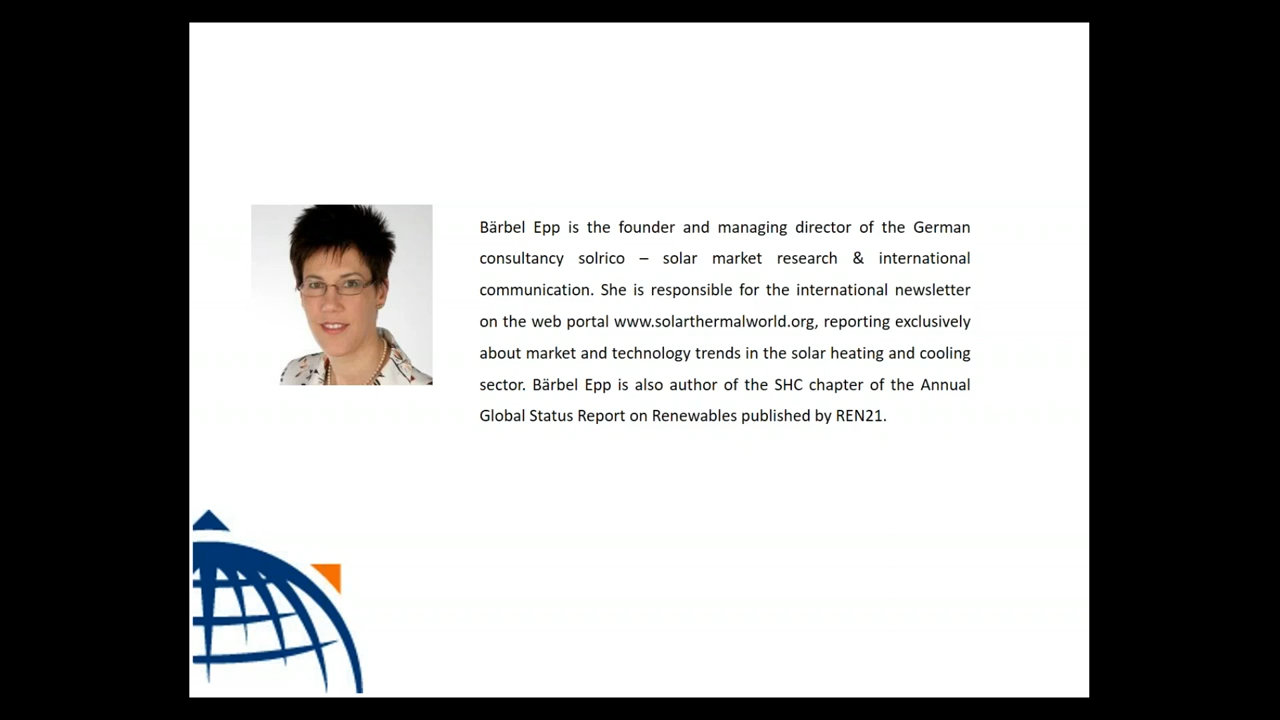 Bärbel Epp is the founder and managing director of the German
consultancy solrico – solar market research & international
communication. She is responsible for the international newsletter
on the web portal www.solarthermalworld.org, reporting exclusively
about market and technology trends in the solar heating and cooling
sector. Bärbel Epp is also author of the SHC chapter of the Annual
Global Status Report on Renewables published by REN21.